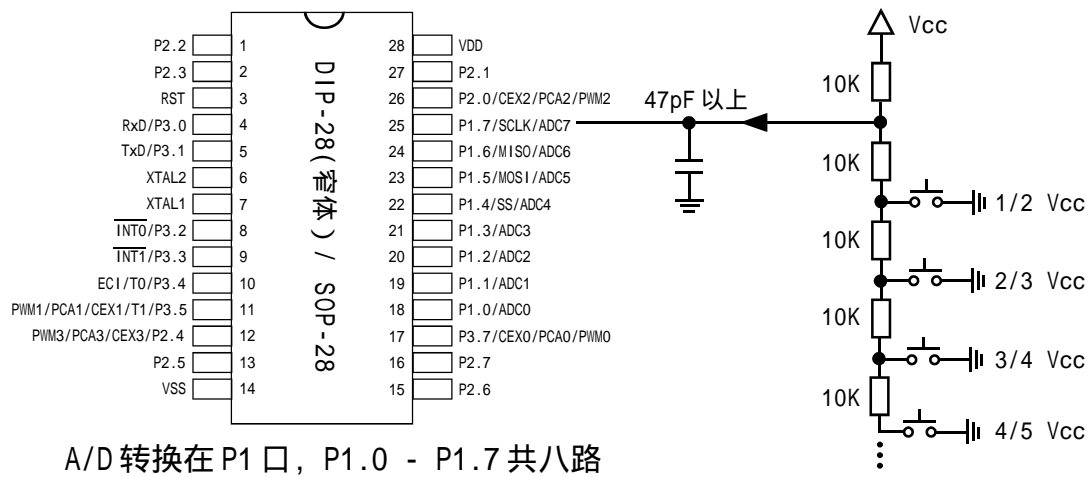 P2.2 1
P2.3 2
RST 3
RxD/P3.0 4
TxD/P3.1 5
XTAL2 6
XTAL1 7
INT0/P3.2 8
INT1/P3.3 9
ECI/T0/P3.4 10
PWM1/PCA1/CEX1/T1/P3.5 11
PWM3/PCA3/CEX3/P2.4 12
P2.5 13
VSS 14
DIP-28(窄体) / SOP-28
28 VDD
27 P2.1
26 P2.0/CEX2/PCA2/PWM2
25 P1.7/SCLK/ADC7
24 P1.6/MISO/ADC6
23 P1.5/MOSI/ADC5
22 P1.4/SS/ADC4
21 P1.3/ADC3
20 P1.2/ADC2
19 P1.1/ADC1
18 P1.0/ADC0
17 P3.7/CEX0/PCA0/PWM0
16 P2.7
15 P2.6
47pF 以上
Vcc
10K
10K
1/2 Vcc
10K
2/3 Vcc
10K
3/4 Vcc
10K
4/5 Vcc
A/D 转换在 P1 口, P1.0 - P1.7 共八路